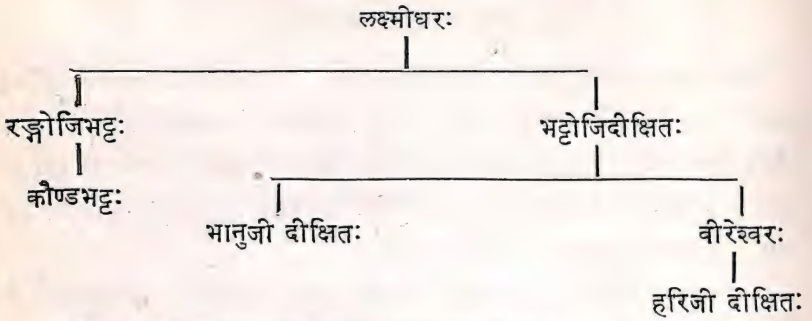 लक्ष्मोधरः
रङ्गोजिभट्टः भट्टोजिदीक्षितः
कौण्डभट्टः
भानुजी दीक्षितः वीरेश्वरः
हरिजी दीक्षितः